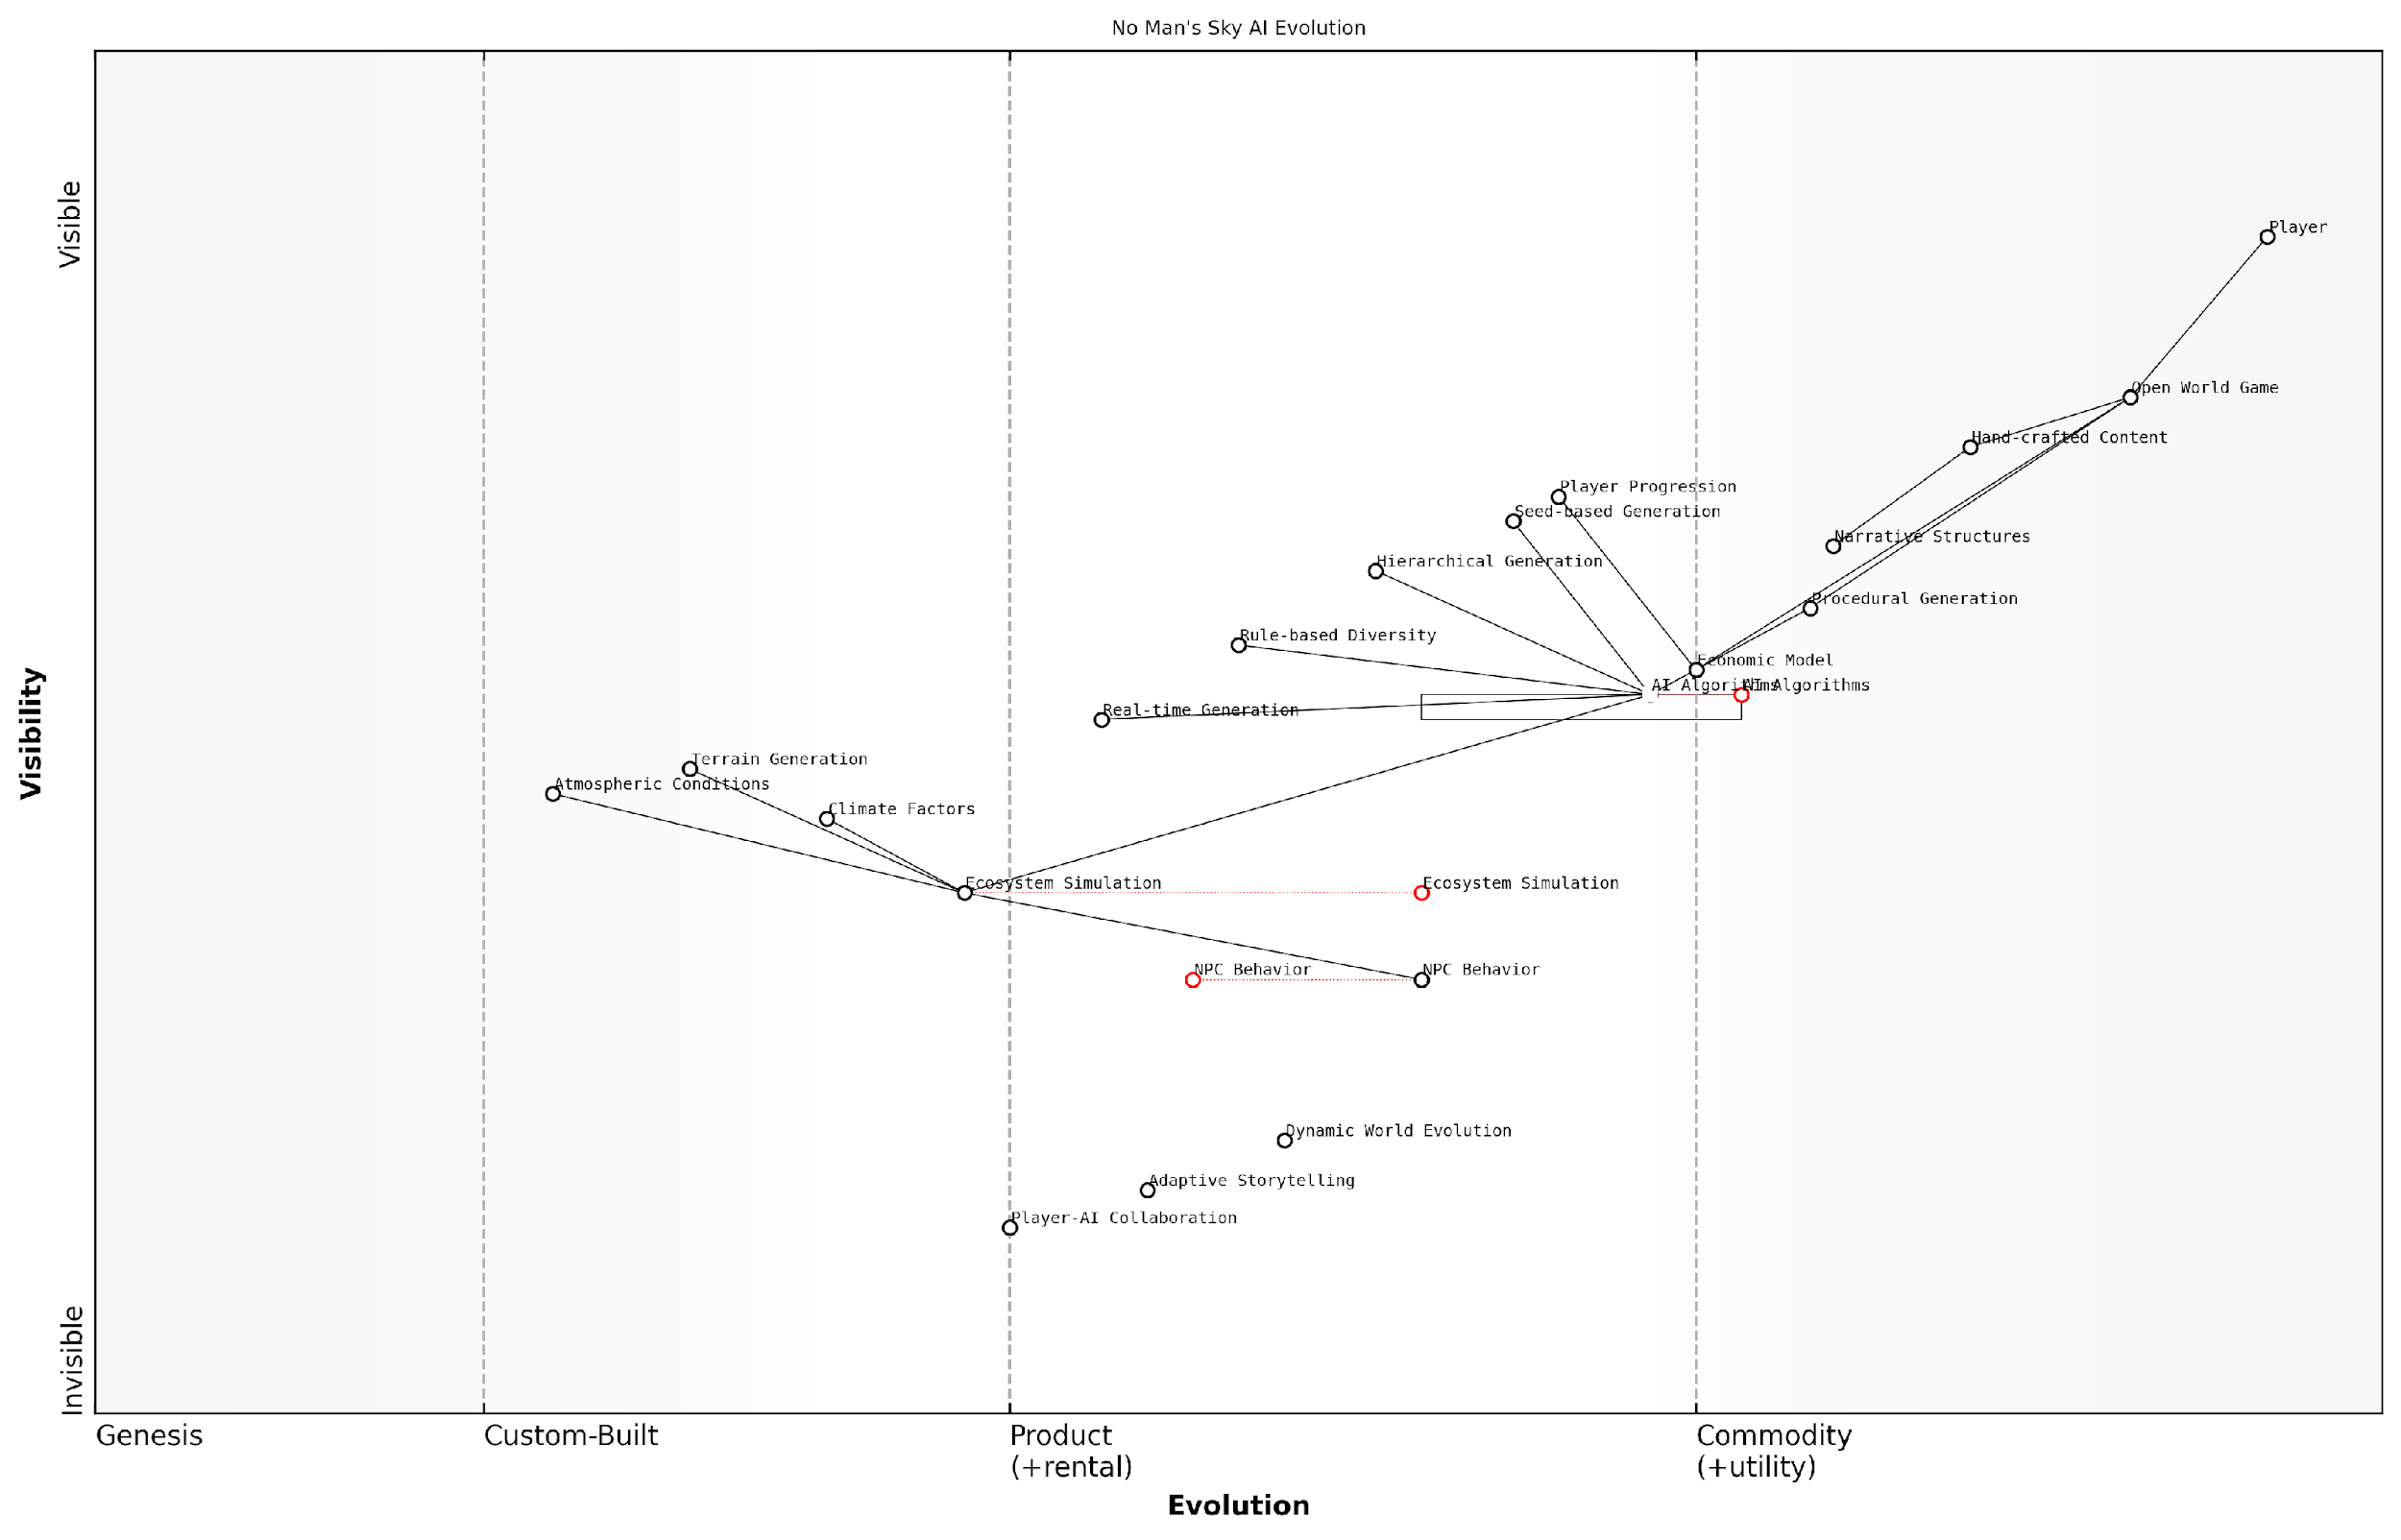 No Man's Sky AI Evolution
Visible
Player
Open World Game
Hand-crafted Content
Player Progression
Seed-based Generation
Narrative Structures
Hierarchical Generation
Procedural Generation
Rule-based Diversity
Economic Model
AI Algorithms
AI Algorithms
Real-time Generation
Terrain Generation
Atmospheric Conditions
Climate Factors
Ecosystem Simulation
Ecosystem Simulation
NPC Behavior
NPC Behavior
Dynamic World Evolution
Adaptive Storytelling
Player-AI Collaboration
Visibility
Invisible
Genesis
Custom-Built
Product
(+rental)
Commodity
(+utility)
Evolution